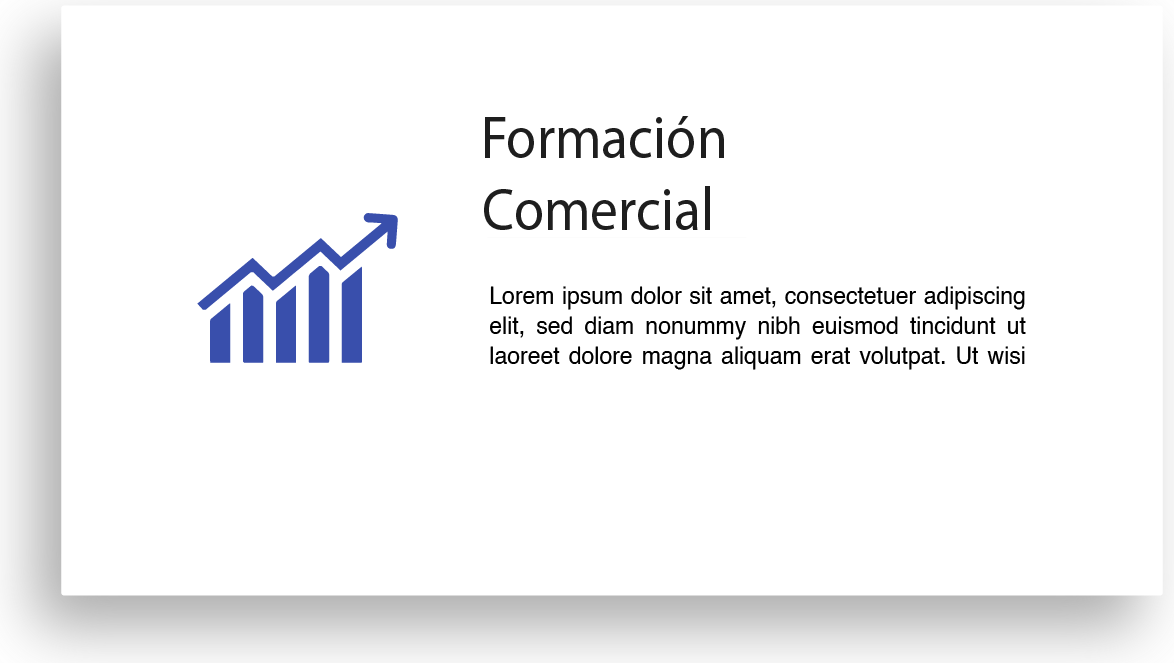 Formación
Comercial
Lorem ipsum dolor sit amet, consectetuer adipiscing
elit, sed diam nonummy nibh euismod tincidunt ut
laoreet dolore magna aliquam erat volutpat. Ut wisi